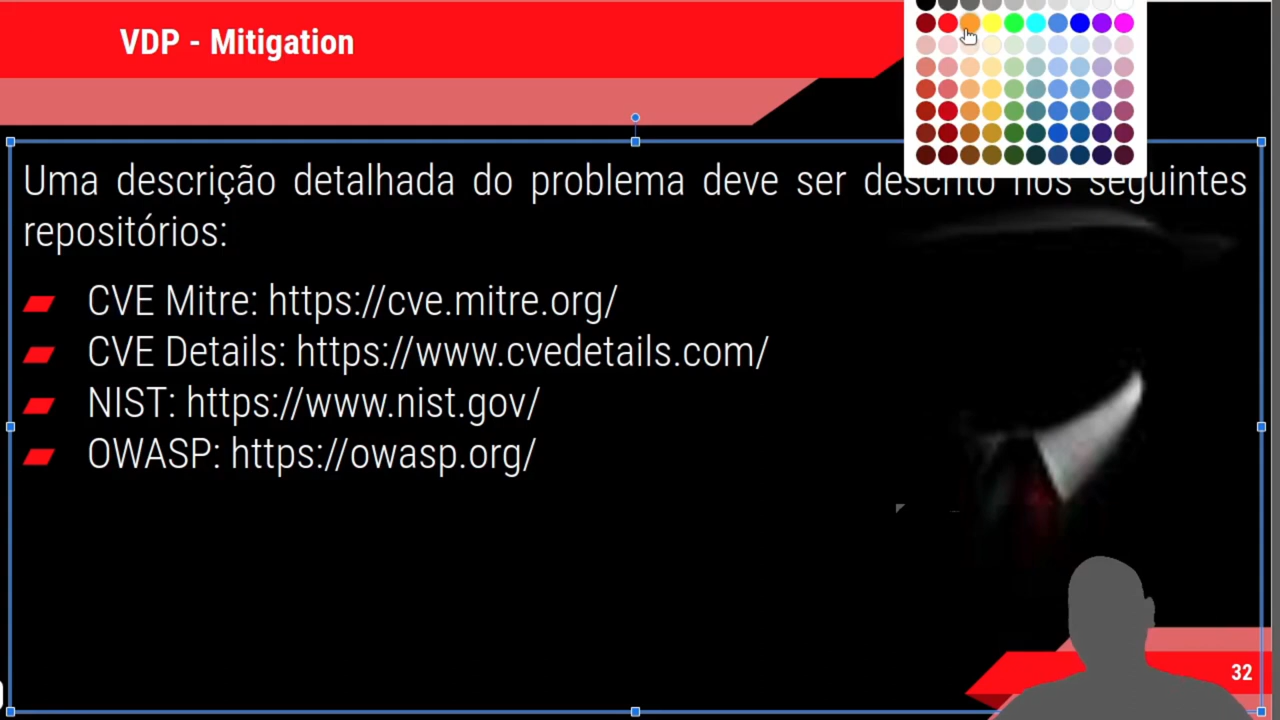 VDP - Mitigation
Uma descrição detalhada do problema deve ser descrito nos seguintes
repositórios:
CVE Mitre: https://cve.mitre.org/
CVE Details: https://www.cvedetails.com/
NIST: https://www.nist.gov/
OWASP: https://owasp.org/
32